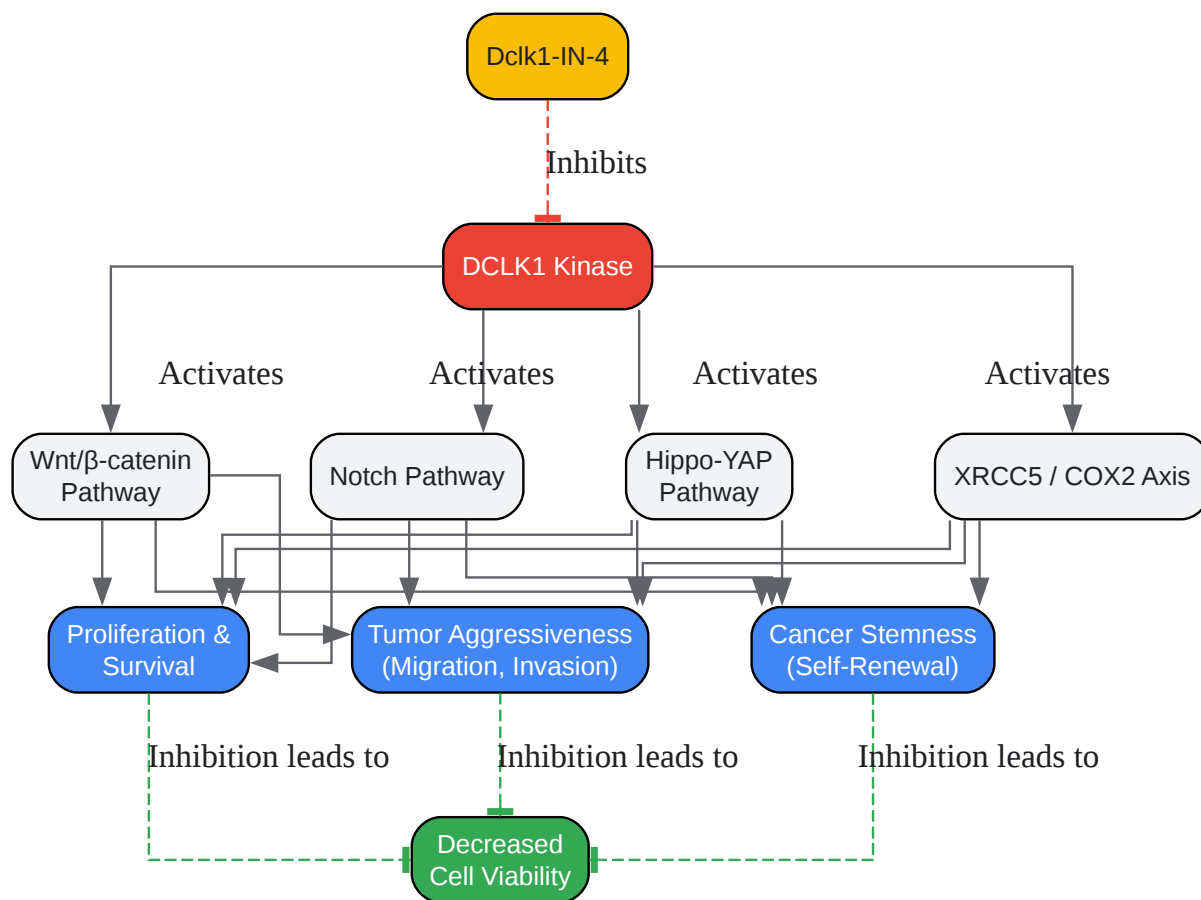 Dclk1-IN-4
Inhibits
DCLK1 Kinase
Activates
Activates
Activates
Activates
Wnt/β-catenin
Pathway
Notch Pathway
Hippo-YAP
Pathway
XRCC5 / COX2 Axis
Proliferation &
Survival
Tumor Aggressiveness
(Migration, Invasion)
Cancer Stemness
(Self-Renewal)
Inhibition leads to
Inhibition leads to
Inhibition leads to
Decreased
Cell Viability